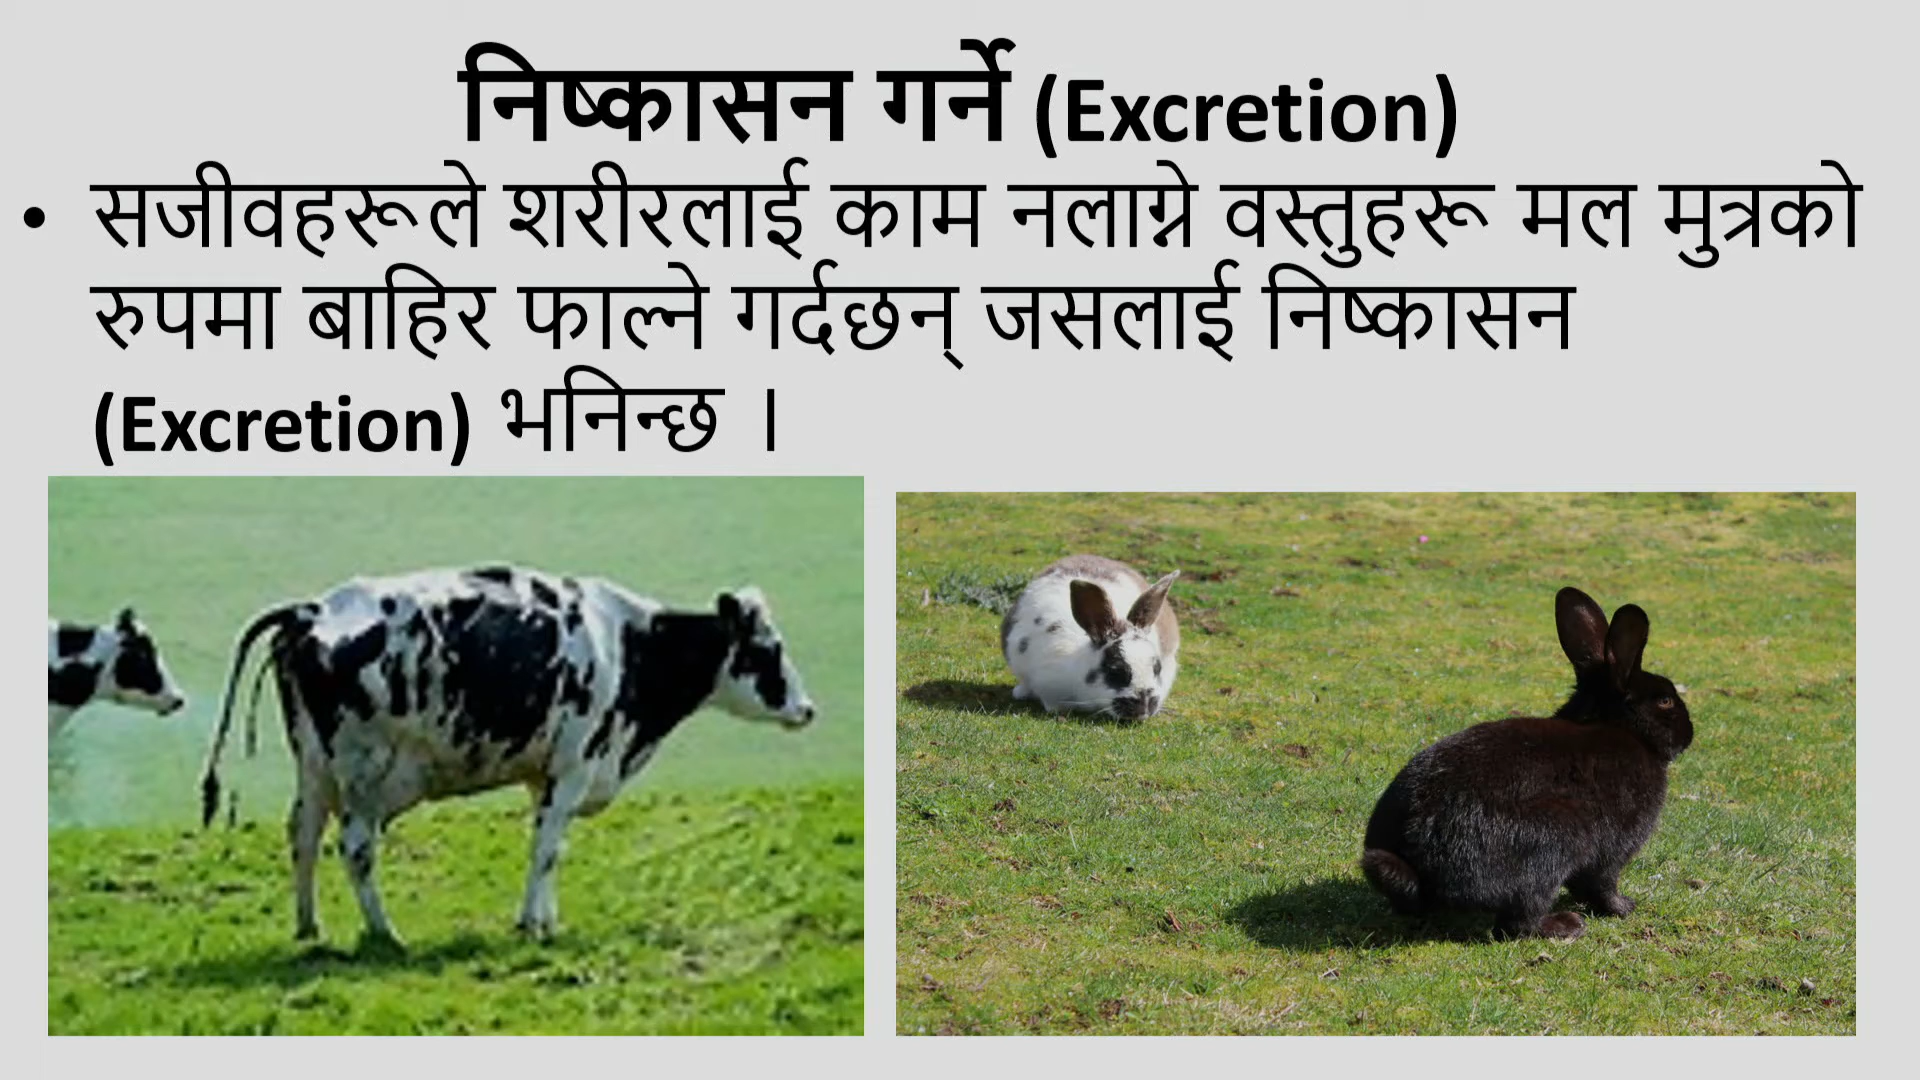 निष्कासन गर्ने (Excretion)
• सजीवहरूले शरीरलाई काम नलाग्ने वस्तुहरू मल मुत्रको
रुपमा बाहिर फाल्ने गर्दछन् जसलाई निष्कासन
(Excretion) भनिन्छ ।